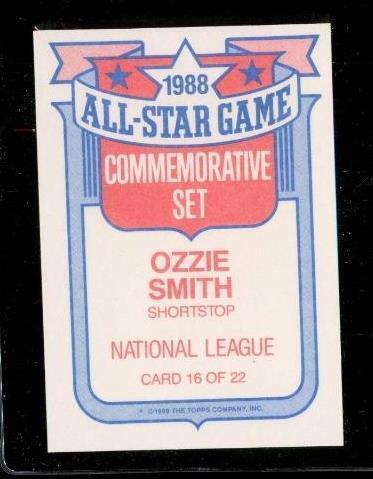 1988
ALL-STAR GAME
COMMEMORATIVE
SET
OZZIE
SMITH
SHORTSTOP
NATIONAL LEAGUE
CARD 16 OF 22
* ©1989 THE TOPPS COMPANY, INC.